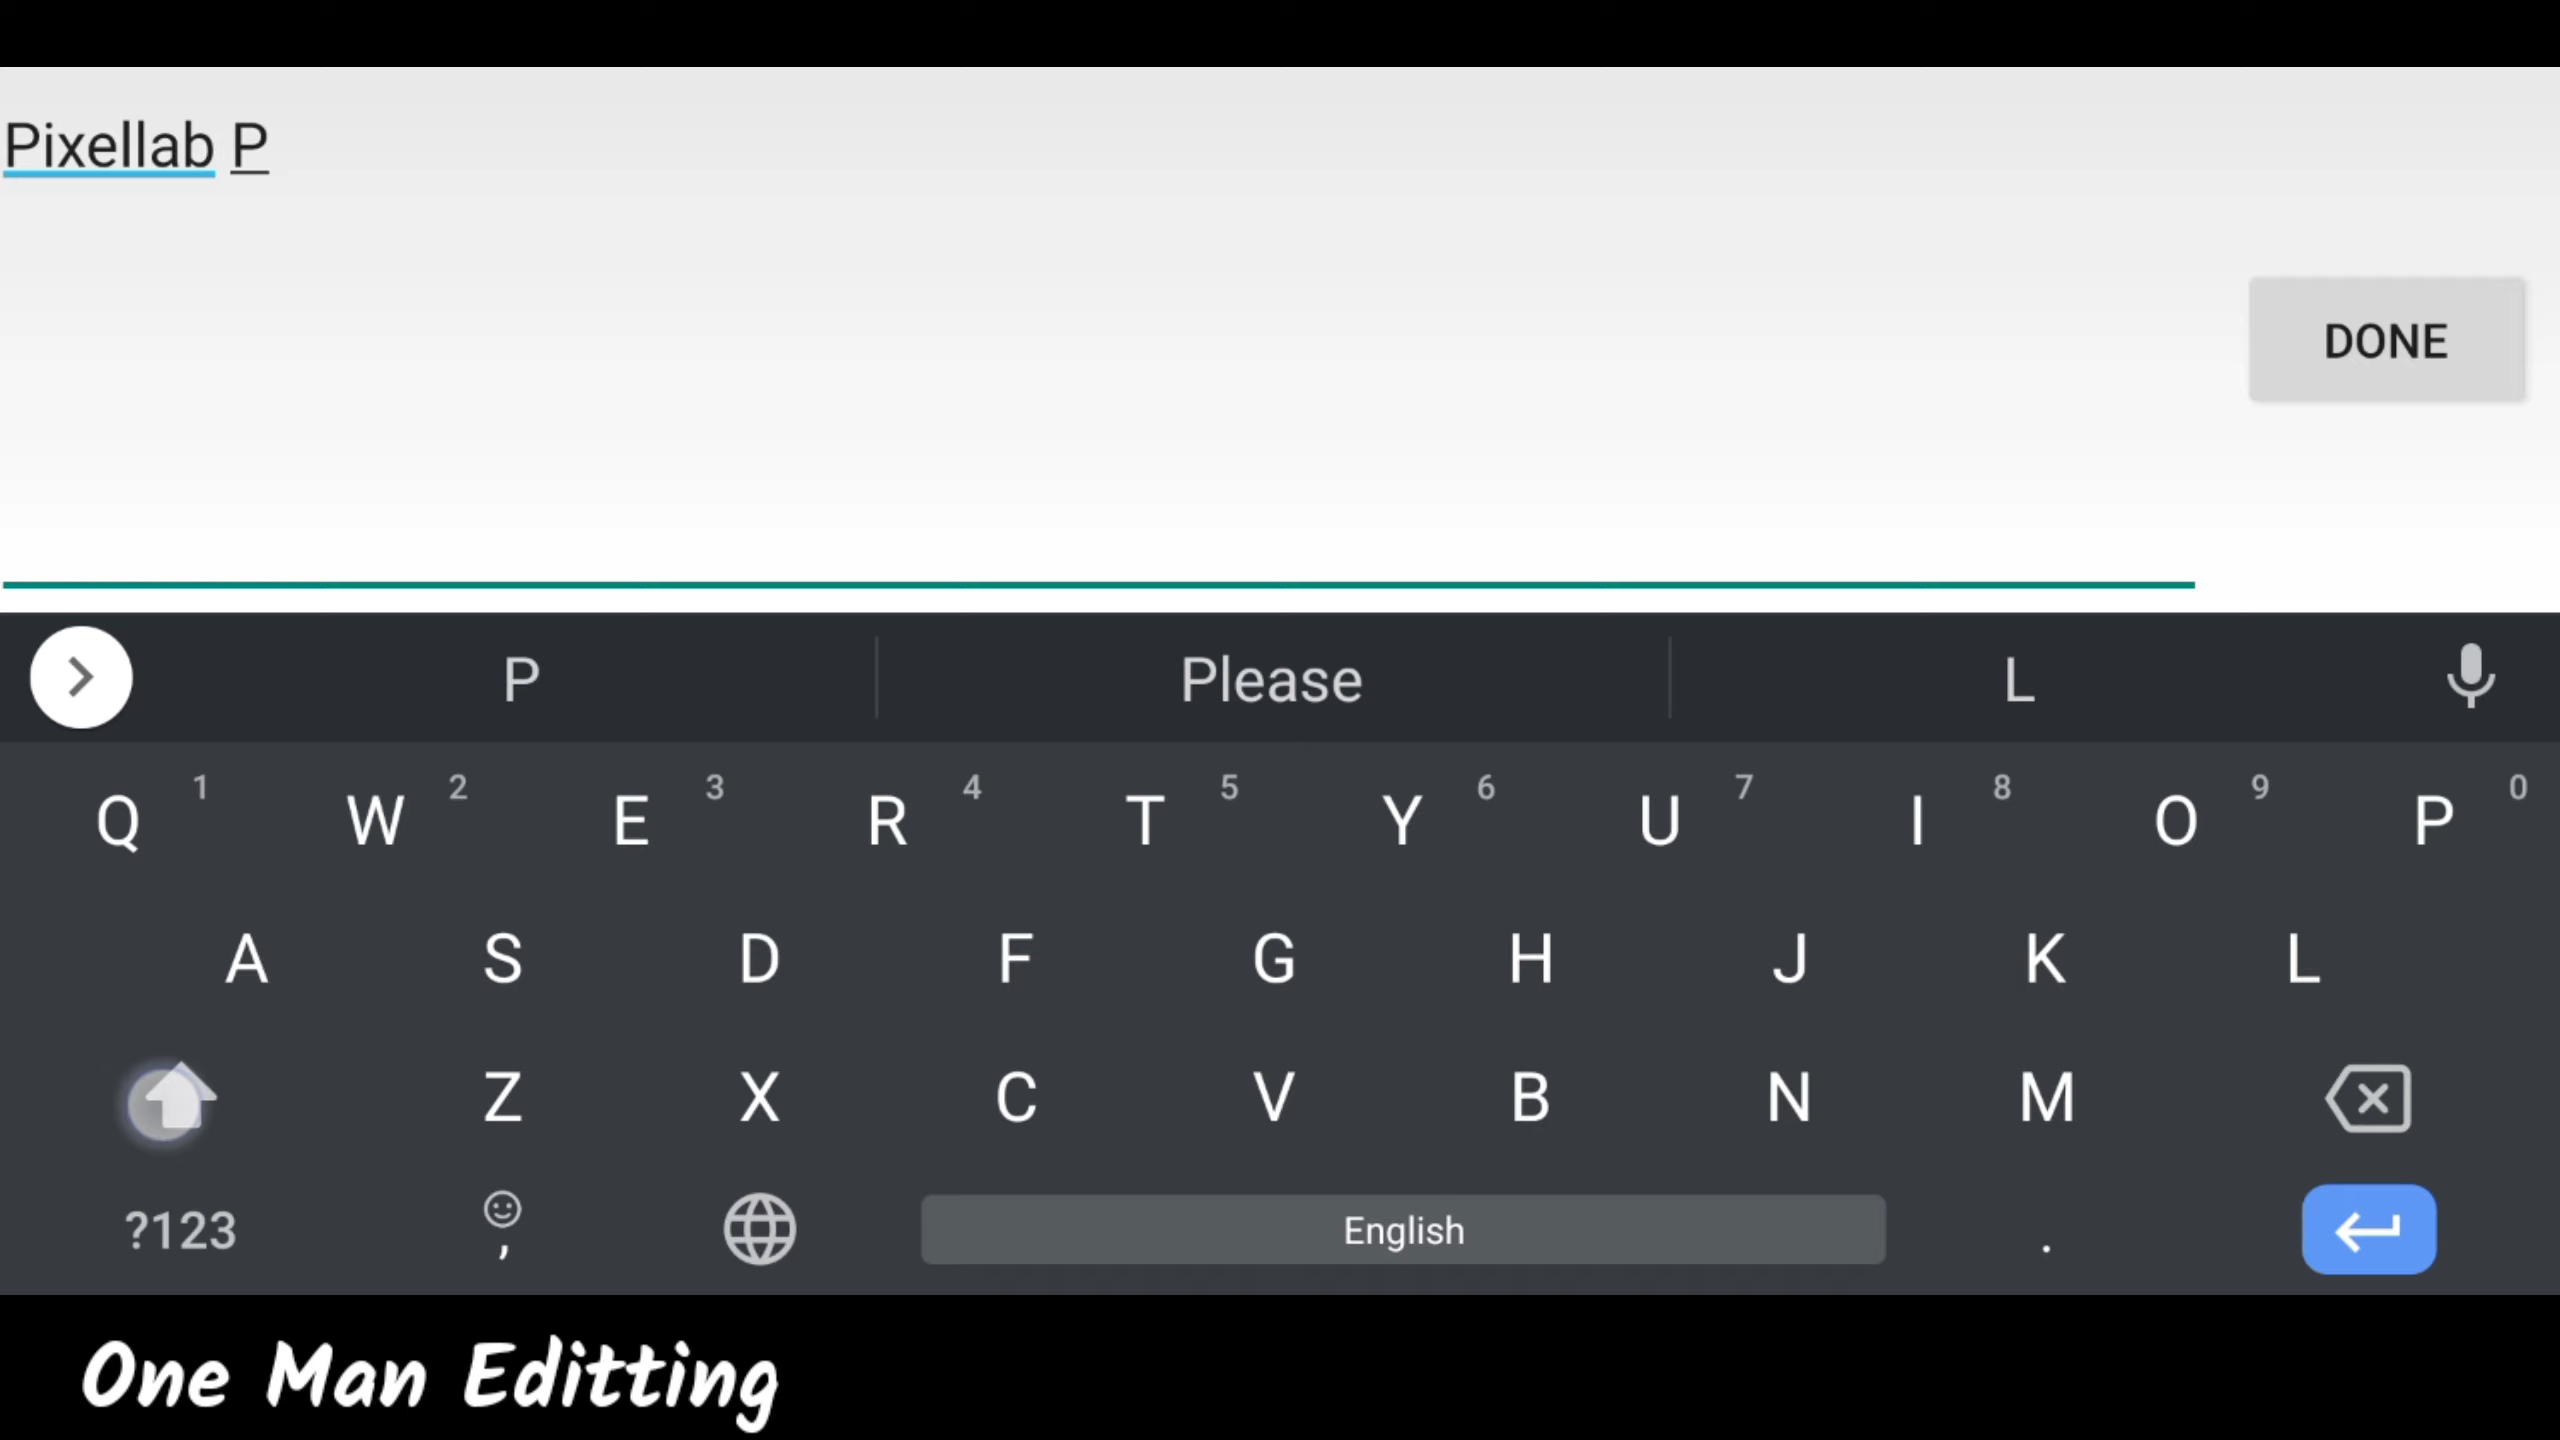 Pixellab P
DONE
P Please L
Q 1 W 2 E 3 R 4 T 5 Y 6 U 7 I 8 O 9 P 0
A S D F G H J K L
Z X C V B N M
?123 , English .
One Man Editting